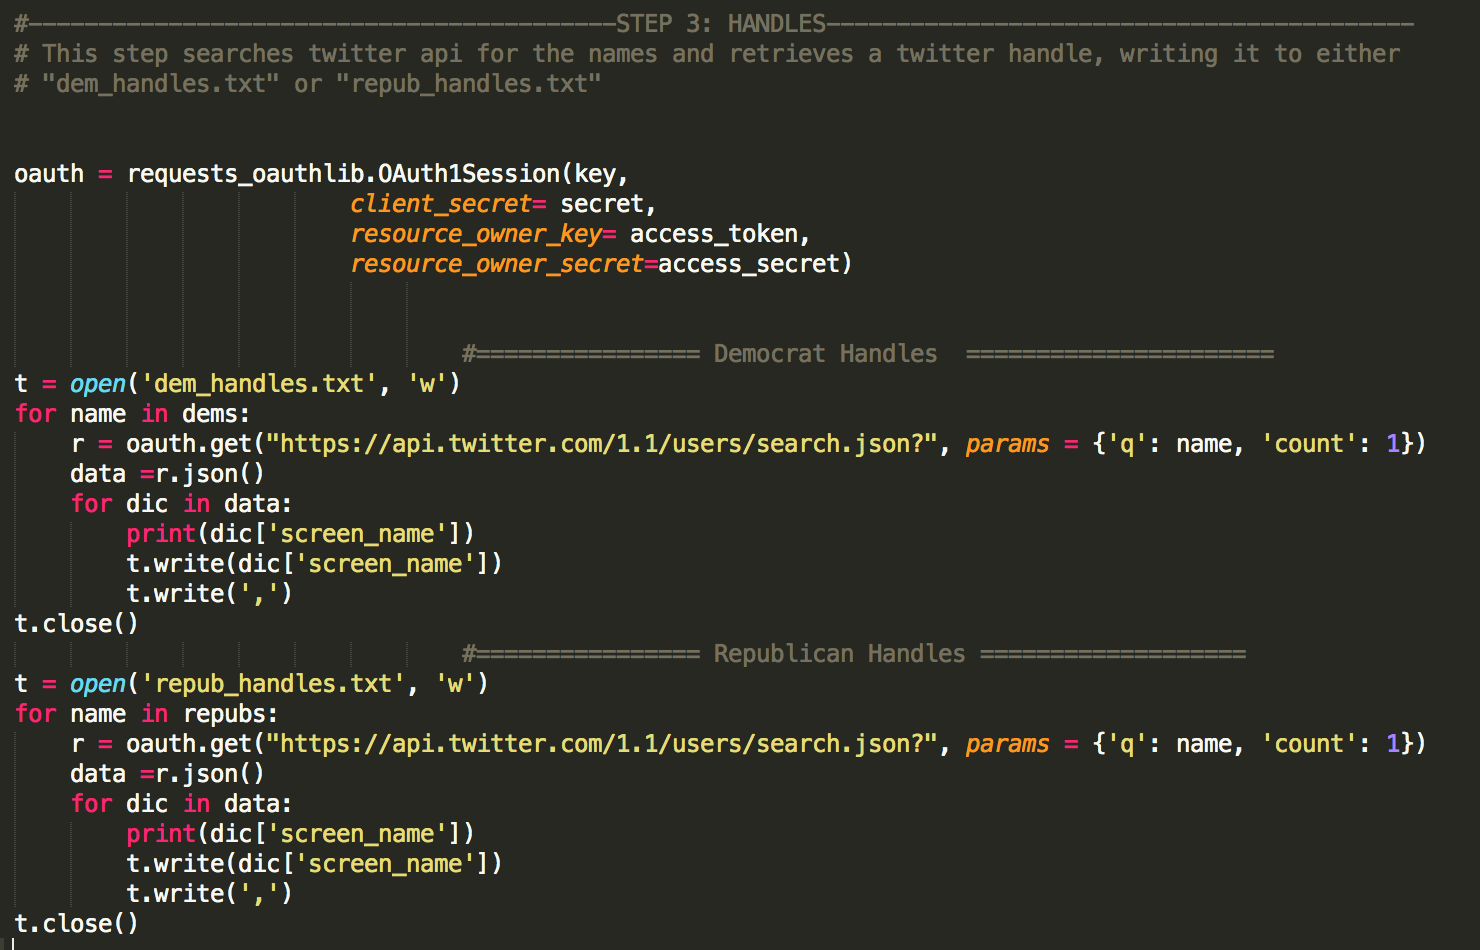 #------------------------------------------STEP 3: HANDLES------------------------------------------
# This step searches twitter api for the names and retrieves a twitter handle, writing it to either
# "dem_handles.txt" or "repub_handles.txt"
oauth = requests_oauthlib.OAuth1Session(key,
                        client_secret= secret,
                        resource_owner_key= access_token,
                        resource_owner_secret=access_secret)
                                #================ Democrat Handles  ======================
t = open('dem_handles.txt', 'w')
for name in dems:
    r = oauth.get("https://api.twitter.com/1.1/users/search.json?", params = {'q': name, 'count': 1})
    data =r.json()
    for dic in data:
        print(dic['screen_name'])
        t.write(dic['screen_name'])
        t.write(',')
t.close()
                                #================ Republican Handles ===================
t = open('repub_handles.txt', 'w')
for name in repubs:
    r = oauth.get("https://api.twitter.com/1.1/users/search.json?", params = {'q': name, 'count': 1})
    data =r.json()
    for dic in data:
        print(dic['screen_name'])
        t.write(dic['screen_name'])
        t.write(',')
t.close()